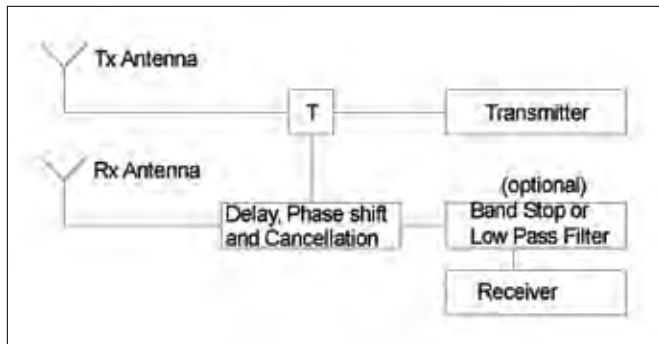 Tx Antenna
T
Transmitter
Rx Antenna
(optional)
Delay, Phase shift
and Cancellation
Band Stop or
Low Pass Filter
Receiver